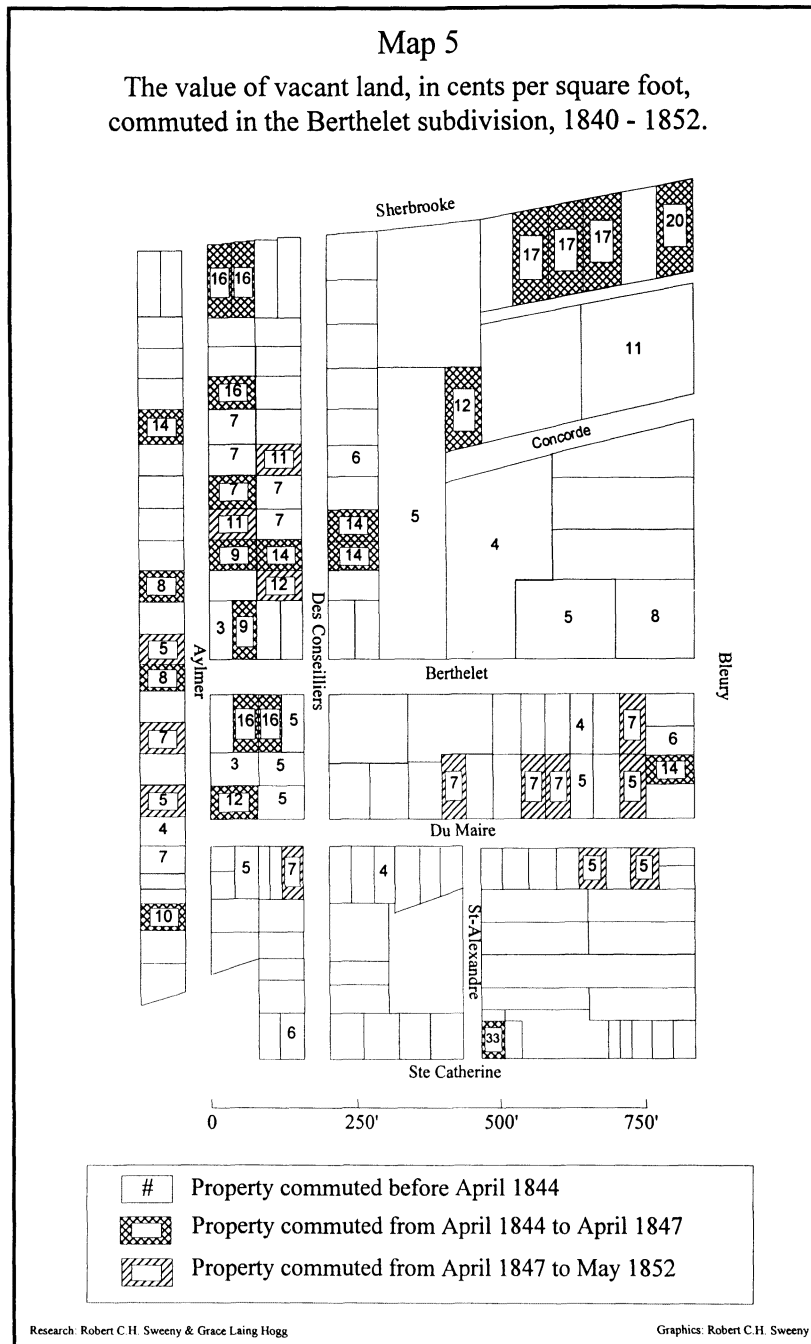 Map 5
The value of vacant land, in cents per square foot,
commuted in the Berthelet subdivision, 1840 - 1852.
Sherbrooke
20
17 17 17
16 16
11
16
12
14
7
Concorde
7 11 6
7 7
11 7 14 5
4
9 14 14
8 12
3 9 5 8
Des Conseilliers
5
Aylmer
8
Berthelet
Bleury
16 16 5 4 7
7
3 5 6
5 12 5 7 7 7 5 5 14
4
Du Maire
7 5 7 4 5 5
10
St-Alexandre
6 33
Ste Catherine
0 250' 500' 750'
# Property commuted before April 1844
Property commuted from April 1844 to April 1847
Property commuted from April 1847 to May 1852
Research: Robert C.H. Sweeny & Grace Laing Hogg
Graphics: Robert C.H. Sweeny